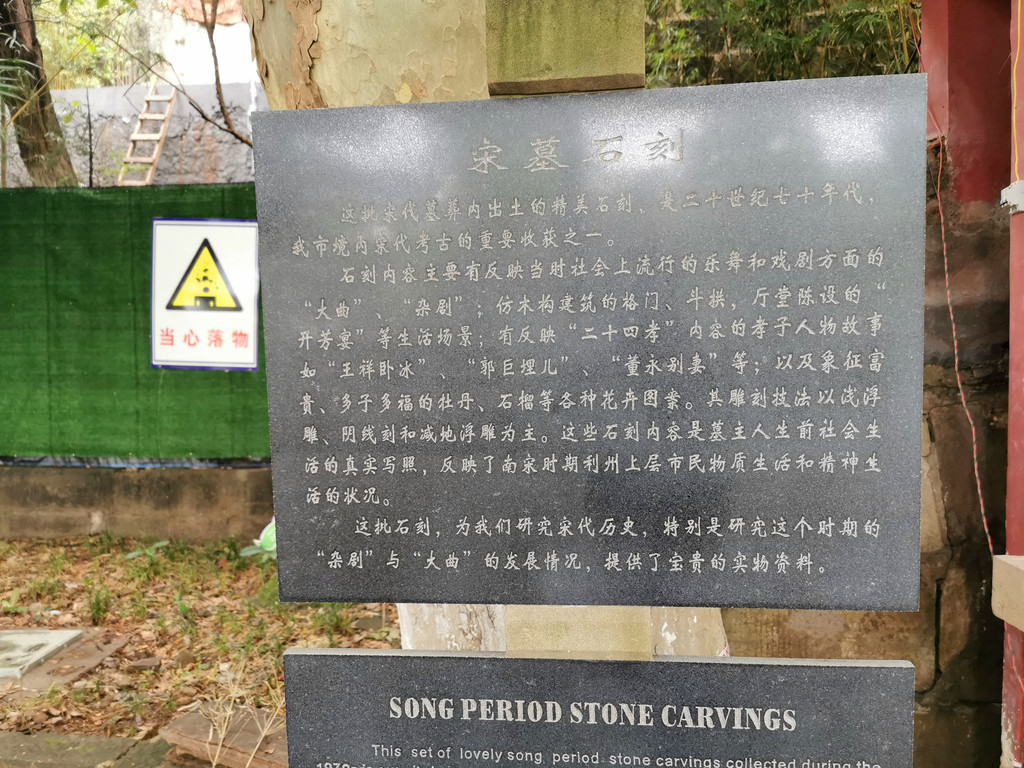 宋墓石刻
这批宋代墓葬内出土的精美石刻，是二十世纪七十年代，
我市境内宋代考古的重要收获之一。
石刻内容主要有反映当时社会上流行的乐舞和戏剧方面的
“大曲”、“杂剧”；仿木构建筑的格门、斗拱，厅堂陈设的“
开芳宴”等生活场景；有反映“二十四孝”内容的孝子人物故事
如“王祥卧冰”、“郭巨埋儿”、“董永别妻”等；以及象征富
贵、多子多福的牡丹、石榴等各种花卉图案。其雕刻技法以浅浮
雕、阴线刻和减地浮雕为主。这些石刻内容是墓主人生前社会生
活的真实写照，反映了南宋时期利州上层市民物质生活和精神生
活的状况。
这批石刻，为我们研究宋代历史，特别是研究这个时期的
“杂剧”与“大曲”的发展情况，提供了宝贵的实物资料。
当心落物
SONG PERIOD STONE CARVINGS
This set of lovely song period stone carvings collected during the